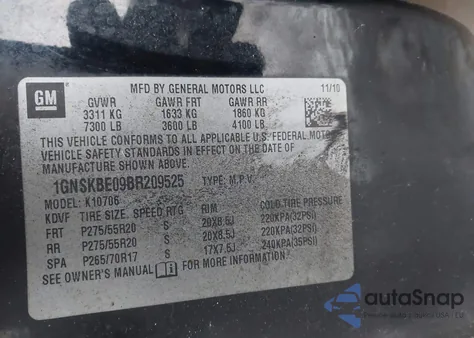 GM
MFD BY GENERAL MOTORS LLC 11/10
GVWR GAWR FRT GAWR RR
3311 KG 1633 KG 1860 KG
7300 LB 3600 LB 4100 LB
THIS VEHICLE CONFORMS TO ALL APPLICABLE U.S. FEDERAL MOTOR
VEHICLE SAFETY STANDARDS IN EFFECT ON THE DATE OF
MANUFACTURE SHOWN ABOVE.
1GNSKBE09BR209525 TYPE: M.P.V.
MODEL: K10706
KDVF TIRE SIZE SPEED RTG RIM COLD TIRE PRESSURE
FRT P275/55R20 S 20X8.5J 220KPA(32PSI)
RR P275/55R20 S 20X8.5J 220KPA(32PSI)
SPA P265/70R17 S 17X7.5J 240KPA(35PSI)
SEE OWNER'S MANUAL FOR MORE INFORMATION.
autoSnap